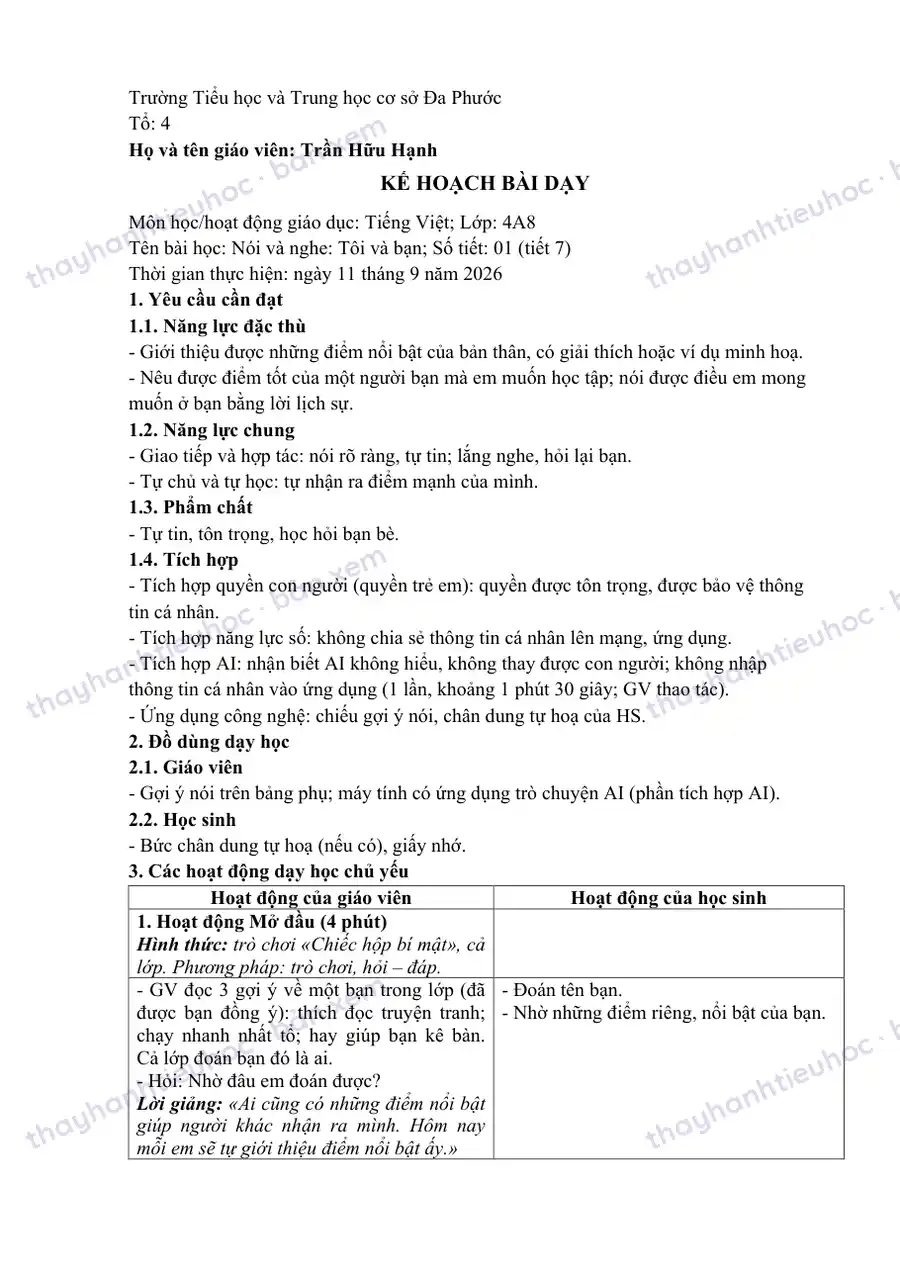 Trường Tiểu học và Trung học cơ sở Đa Phước
Tổ: 4
Họ và tên giáo viên: Trần Hữu Hạnh
KẾ HOẠCH BÀI DẠY
Môn học/hoạt động giáo dục: Tiếng Việt; Lớp: 4A8
Tên bài học: Nói và nghe: Tôi và bạn; Số tiết: 01 (tiết 7)
Thời gian thực hiện: ngày 11 tháng 9 năm 2026
1. Yêu cầu cần đạt
1.1. Năng lực đặc thù
- Giới thiệu được những điểm nổi bật của bản thân, có giải thích hoặc ví dụ minh hoạ.
- Nêu được điểm tốt của một người bạn mà em muốn học tập; nói được điều em mong
muốn ở bạn bằng lời lịch sự.
1.2. Năng lực chung
- Giao tiếp và hợp tác: nói rõ ràng, tự tin; lắng nghe, hỏi lại bạn.
- Tự chủ và tự học: tự nhận ra điểm mạnh của mình.
1.3. Phẩm chất
- Tự tin, tôn trọng, học hỏi bạn bè.
1.4. Tích hợp
- Tích hợp quyền con người (quyền trẻ em): quyền được tôn trọng, được bảo vệ thông
tin cá nhân.
- Tích hợp năng lực số: không chia sẻ thông tin cá nhân lên mạng, ứng dụng.
- Tích hợp AI: nhận biết AI không hiểu, không thay được con người; không nhập
thông tin cá nhân vào ứng dụng (1 lần, khoảng 1 phút 30 giây; GV thao tác).
- Ứng dụng công nghệ: chiếu gợi ý nói, chân dung tự hoạ của HS.
2. Đồ dùng dạy học
2.1. Giáo viên
- Gợi ý nói trên bảng phụ; máy tính có ứng dụng trò chuyện AI (phần tích hợp AI).
2.2. Học sinh
- Bức chân dung tự hoạ (nếu có), giấy nhớ.
3. Các hoạt động dạy học chủ yếu
Hoạt động của giáo viên
Hoạt động của học sinh
1. Hoạt động Mở đầu (4 phút)
Hình thức: trò chơi «Chiếc hộp bí mật», cả
lớp. Phương pháp: trò chơi, hỏi – đáp.
- GV đọc 3 gợi ý về một bạn trong lớp (đã
được bạn đồng ý): thích đọc truyện tranh;
chạy nhanh nhất tổ; hay giúp bạn kê bàn.
Cả lớp đoán bạn đó là ai.
- Hỏi: Nhờ đâu em đoán được?
Lời giảng: «Ai cũng có những điểm nổi bật
giúp người khác nhận ra mình. Hôm nay
mỗi em sẽ tự giới thiệu điểm nổi bật ấy.»
- Đoán tên bạn.
- Nhờ những điểm riêng, nổi bật của bạn.
thayhanhtieuhoc · bản xem
thayhanhtieuhoc · b
thayhanhtieuhoc · bản xem
thayhanhtieuhoc · b
thayhanhtieuhoc · bản xem
thayhanhtieuhoc · b